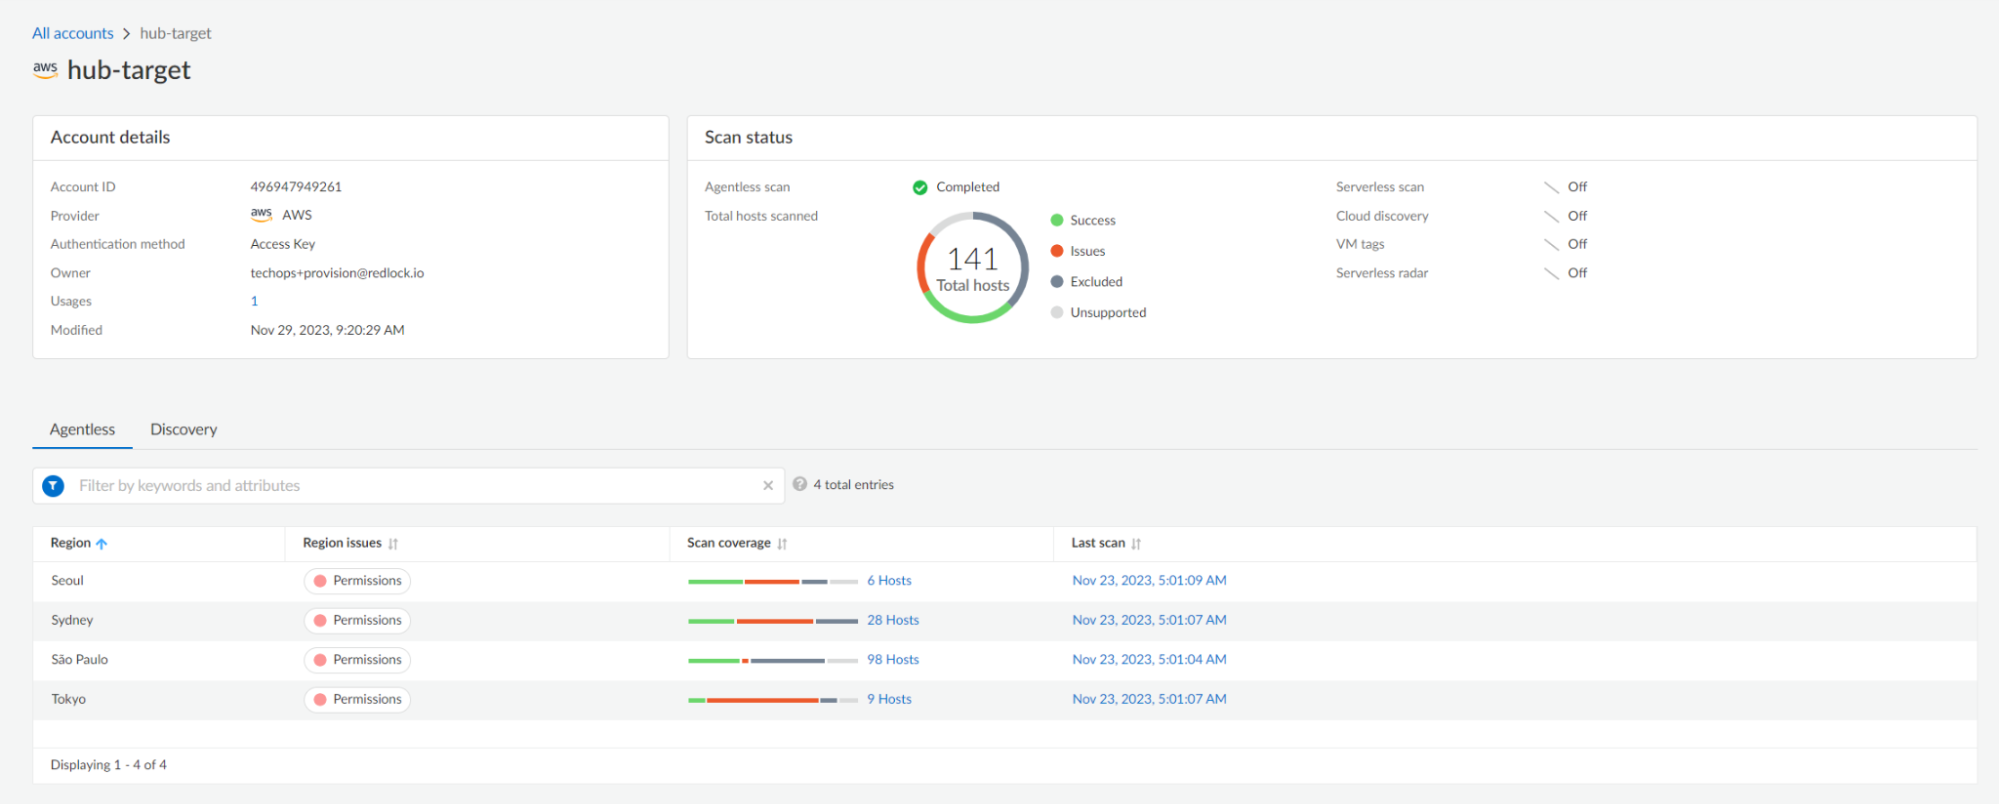 All accounts > hub-target
aws hub-target
Account details
Account ID 496947949261
Provider aws AWS
Authentication method Access Key
Owner techops+provision@redlock.io
Usages 1
Modified Nov 29, 2023, 9:20:29 AM
Scan status
Agentless scan Completed
Total hosts scanned
141
Total hosts
Success
Issues
Excluded
Unsupported
Serverless scan Off
Cloud discovery Off
VM tags Off
Serverless radar Off
Agentless Discovery
Filter by keywords and attributes
? 4 total entries
Region Region issues Scan coverage Last scan
Seoul Permissions 6 Hosts Nov 23, 2023, 5:01:09 AM
Sydney Permissions 28 Hosts Nov 23, 2023, 5:01:07 AM
São Paulo Permissions 98 Hosts Nov 23, 2023, 5:01:04 AM
Tokyo Permissions 9 Hosts Nov 23, 2023, 5:01:07 AM
Displaying 1 - 4 of 4